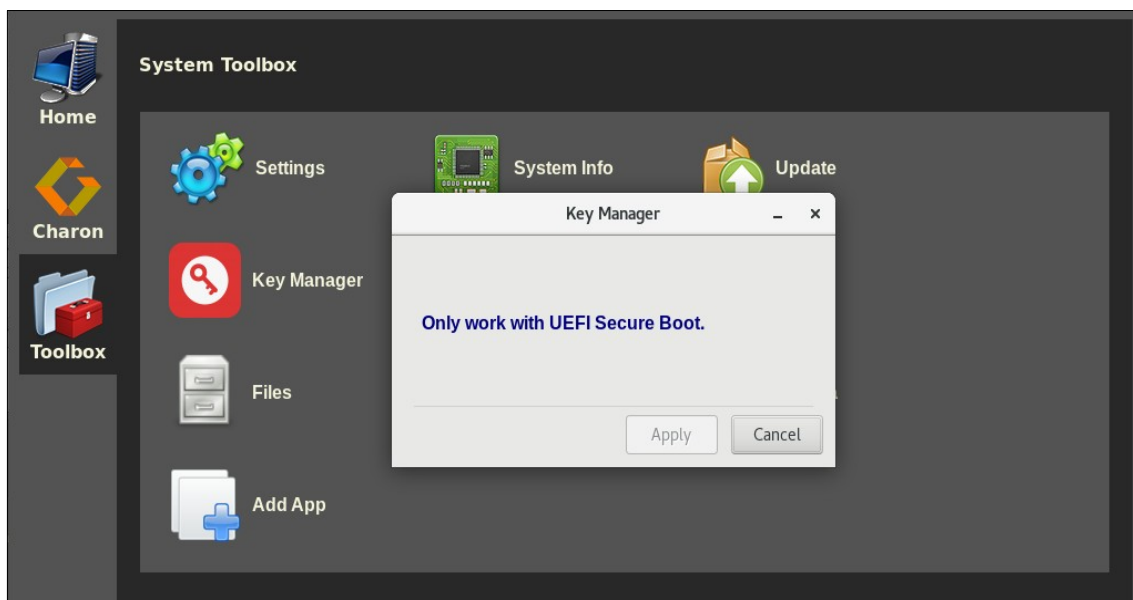 System Toolbox
Home
Settings
System Info
Update
Key Manager
Charon
Key Manager
Only work with UEFI Secure Boot.
Toolbox
Files
Apply
Cancel
Add App